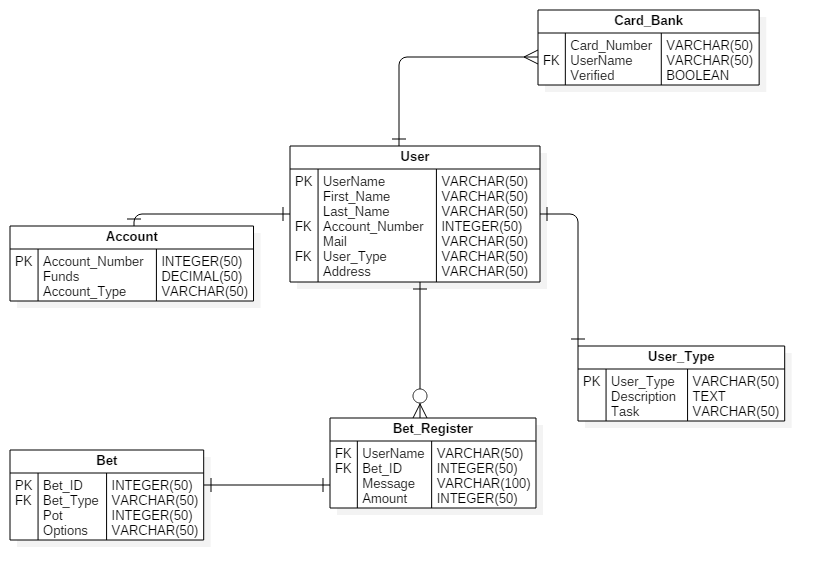 Card_Bank
Card_Number VARCHAR(50)
FK UserName VARCHAR(50)
Verified BOOLEAN
User
PK UserName VARCHAR(50)
First_Name VARCHAR(50)
Last_Name VARCHAR(50)
FK Account_Number INTEGER(50)
Mail VARCHAR(50)
FK User_Type VARCHAR(50)
Address VARCHAR(50)
Account
PK Account_Number INTEGER(50)
Funds DECIMAL(50)
Account_Type VARCHAR(50)
User_Type
PK User_Type VARCHAR(50)
Description TEXT
Task VARCHAR(50)
Bet_Register
FK UserName VARCHAR(50)
FK Bet_ID INTEGER(50)
Message VARCHAR(100)
Amount INTEGER(50)
Bet
PK Bet_ID INTEGER(50)
FK Bet_Type VARCHAR(50)
Pot INTEGER(50)
Options VARCHAR(50)